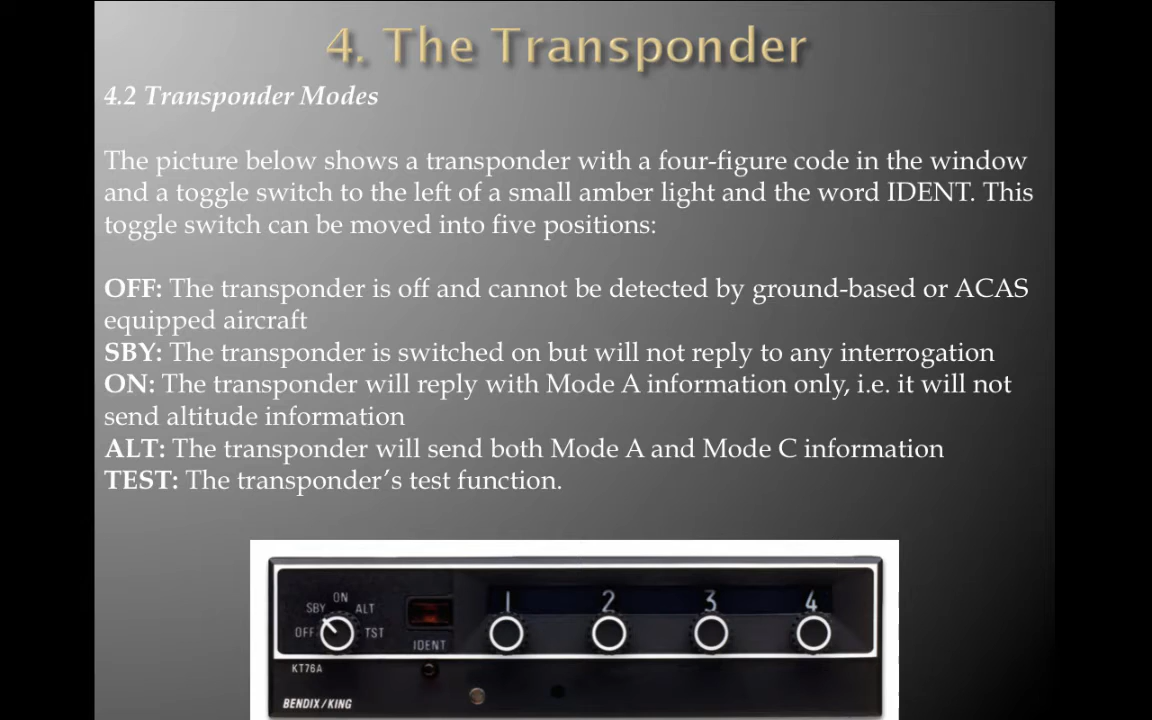 4. The Transponder
4.2 Transponder Modes
The picture below shows a transponder with a four-figure code in the window
and a toggle switch to the left of a small amber light and the word IDENT. This
toggle switch can be moved into five positions:
OFF: The transponder is off and cannot be detected by ground-based or ACAS
equipped aircraft
SBY: The transponder is switched on but will not reply to any interrogation
ON: The transponder will reply with Mode A information only, i.e. it will not
send altitude information
ALT: The transponder will send both Mode A and Mode C information
TEST: The transponder's test function.
ON
SBY ALT
OFF TST
IDENT
1 2 3 4
KT76A
BENDIX/KING